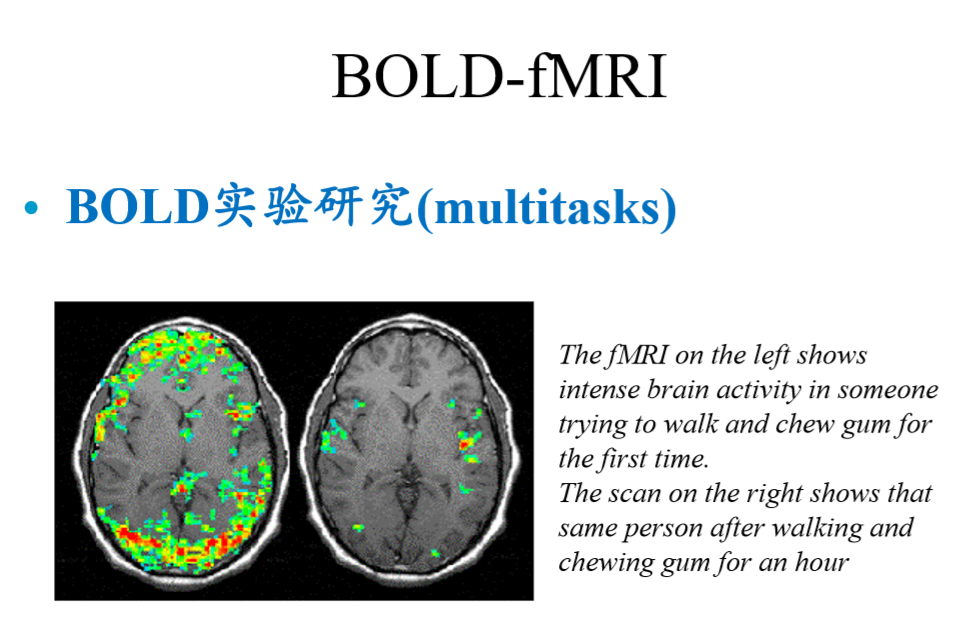 BOLD-fMRI
• BOLD实验研究(multitasks)
The fMRI on the left shows
intense brain activity in someone
trying to walk and chew gum for
the first time.
The scan on the right shows that
same person after walking and
chewing gum for an hour